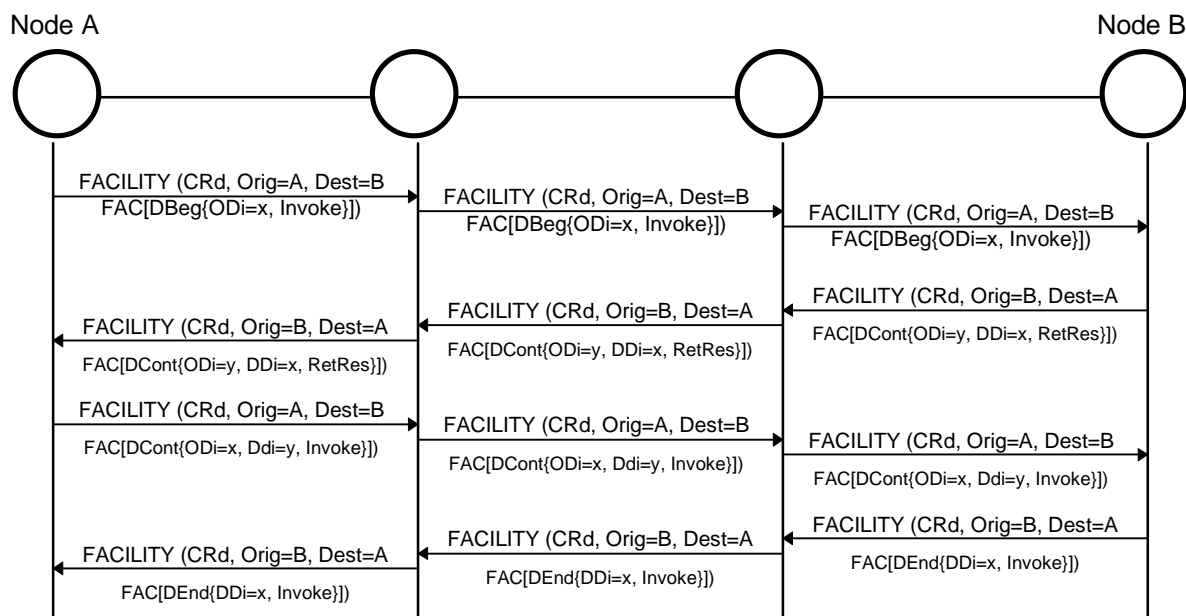 Node A
Node B
FACILITY (CRd, Orig=A, Dest=B
FAC[DBeg{ODi=x, Invoke}])
FACILITY (CRd, Orig=A, Dest=B
FAC[DBeg{ODi=x, Invoke}])
FACILITY (CRd, Orig=A, Dest=B
FAC[DBeg{ODi=x, Invoke}])
FACILITY (CRd, Orig=B, Dest=A
FAC[DCont{ODi=y, DDi=x, RetRes}])
FACILITY (CRd, Orig=B, Dest=A
FAC[DCont{ODi=y, DDi=x, RetRes}])
FACILITY (CRd, Orig=B, Dest=A
FAC[DCont{ODi=y, DDi=x, RetRes}])
FACILITY (CRd, Orig=A, Dest=B
FAC[DCont{ODi=x, Ddi=y, Invoke}])
FACILITY (CRd, Orig=A, Dest=B
FAC[DCont{ODi=x, Ddi=y, Invoke}])
FACILITY (CRd, Orig=A, Dest=B
FAC[DCont{ODi=x, Ddi=y, Invoke}])
FACILITY (CRd, Orig=B, Dest=A
FAC[DEnd{DDi=x, Invoke}])
FACILITY (CRd, Orig=B, Dest=A
FAC[DEnd{DDi=x, Invoke}])
FACILITY (CRd, Orig=B, Dest=A
FAC[DEnd{DDi=x, Invoke}])